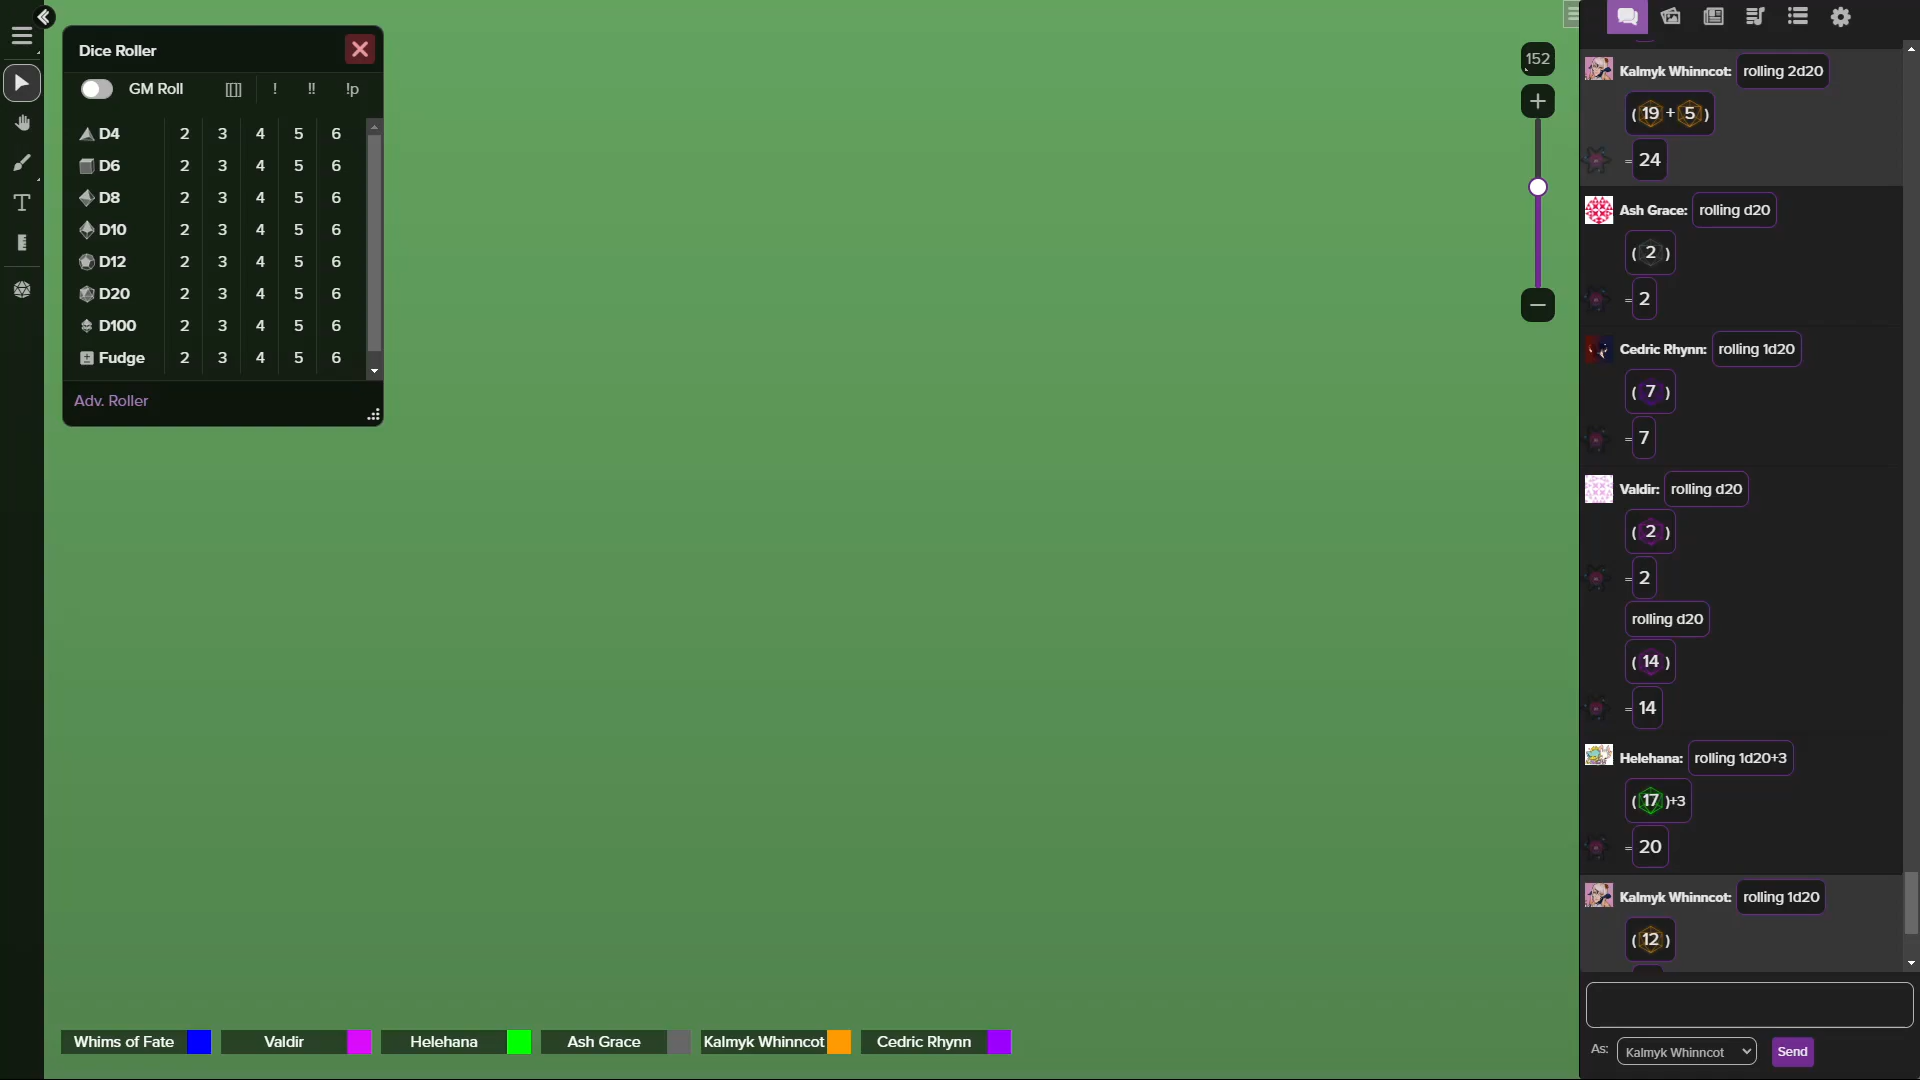 Dice Roller
GM Roll [[]] ! !! !p
D4 2 3 4 5 6
D6 2 3 4 5 6
D8 2 3 4 5 6
D10 2 3 4 5 6
D12 2 3 4 5 6
D20 2 3 4 5 6
D100 2 3 4 5 6
Fudge 2 3 4 5 6
Adv. Roller
152
Kalmyk Whinncot: rolling 2d20
(19+5)
=24
Ash Grace: rolling d20
(2)
=2
Cedric Rhynn: rolling 1d20
(7)
=7
Valdir: rolling d20
(2)
=2
rolling d20
(14)
=14
Helehana: rolling 1d20+3
(17)+3
=20
Kalmyk Whinncot: rolling 1d20
(12)
As: Kalmyk Whinncot Send
Whims of Fate Valdir Helehana Ash Grace Kalmyk Whinncot Cedric Rhynn